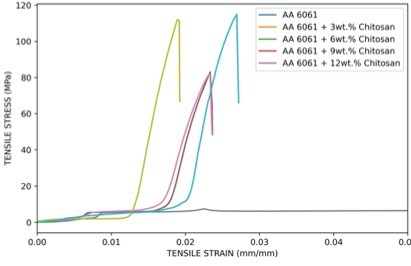 120
100
80
60
40
20
0
TENSILE STRESS (MPa)
AA 6061
AA 6061 + 3wt.% Chitosan
AA 6061 + 6wt.% Chitosan
AA 6061 + 9wt.% Chitosan
AA 6061 + 12wt.% Chitosan
0.00 0.01 0.02 0.03 0.04 0.0
TENSILE STRAIN (mm/mm)